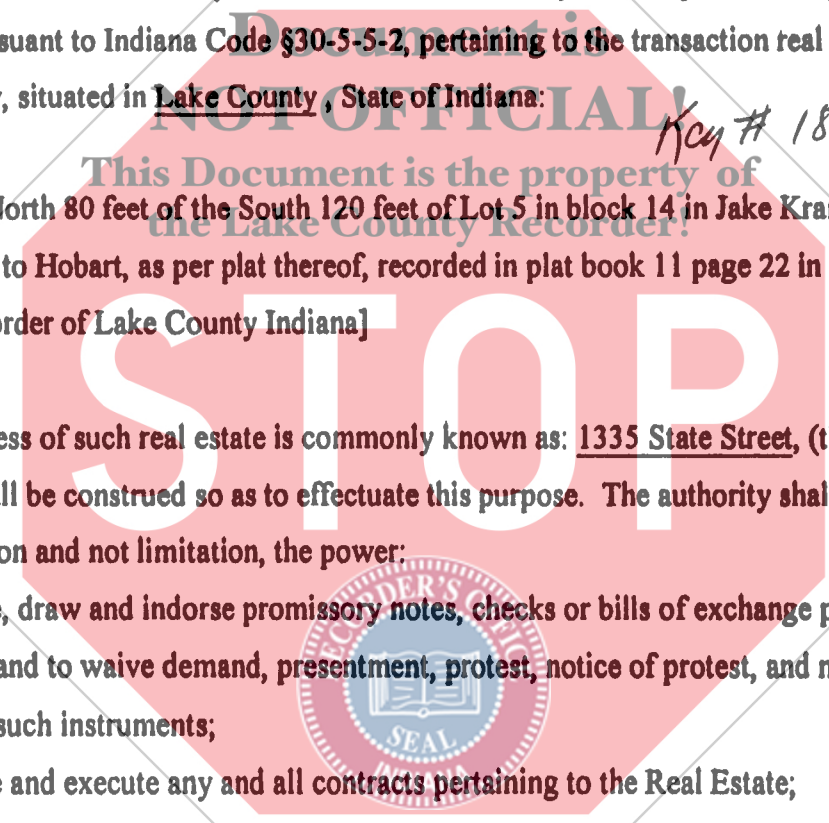 suant to Indiana Code §30-5-5-2, pertaining to the transaction real
Document is
, situated in Lake County , State of Indiana:
NOT OFFICIAL!
Key # 18
This Document is the property of
North 80 feet of the South 120 feet of Lot 5 in block 14 in Jake Kra
the Lake County Recorder!
to Hobart, as per plat thereof, recorded in plat book 11 page 22 in
order of Lake County Indiana]
STOP
ess of such real estate is commonly known as: 1335 State Street, (t
ll be construed so as to effectuate this purpose. The authority shal
on and not limitation, the power:
, draw and indorse promissory notes, checks or bills of exchange p
and to waive demand, presentment, protest, notice of protest, and n
such instruments;
e and execute any and all contracts pertaining to the Real Estate;
RECORDER'S OFFICE
SEAL
INDIANA